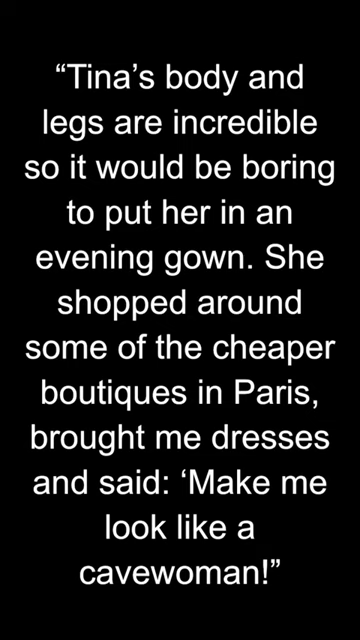 “Tina’s body and
legs are incredible
so it would be boring
to put her in an
evening gown. She
shopped around
some of the cheaper
boutiques in Paris,
brought me dresses
and said: ‘Make me
look like a
cavewoman!”